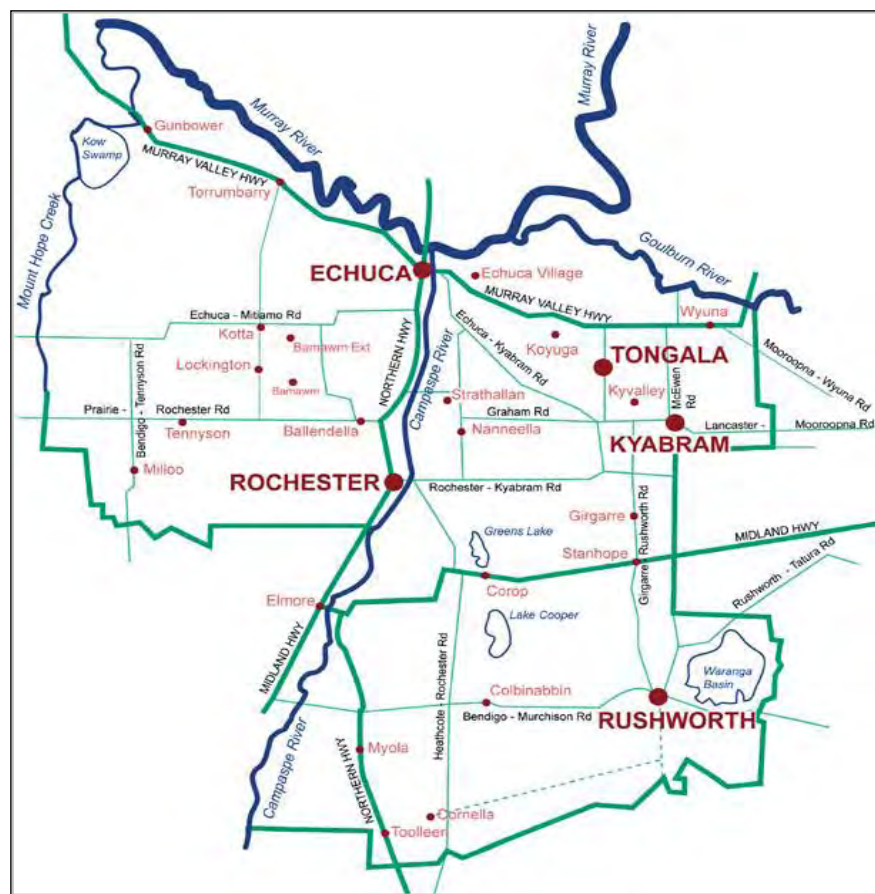 Murray River
Murray River
Kow
Swamp
Gunbower
MURRAY VALLEY HWY
Torrumbarry
Mount Hope Creek
Goulburn River
ECHUCA
Echuca Village
MURRAY VALLEY HWY
Echuca - Mitiamo Rd
Kotta
Bamawm Ext
NORTHERN HWY
Campaspe River
Echuca - Kyabram Rd
Koyuga
Wyuna
Mooroopna - Wyuna Rd
Lockington
Bamawm
TONGALA
Bendigo - Tennyson Rd
Strathallan
Kyvalley
McEwen
Rd
Prairie -
Rochester Rd
Graham Rd
Lancaster -
Mooroopna Rd
Tennyson
Ballendella
Nanneella
KYABRAM
Miloo
ROCHESTER
Rochester - Kyabram Rd
Girgarre
Girgarre - Rushworth Rd
Greens Lake
MIDLAND HWY
Stanhope
Rushworth - Tatura Rd
Corop
Elmore
Lake Cooper
MIDLAND HWY
Heathcote - Rochester Rd
Waranga
Basin
Colbinabbin
Bendigo - Murchison Rd
RUSHWORTH
Campaspe River
Myola
NORTHERN HWY
Cornella
Toolleer